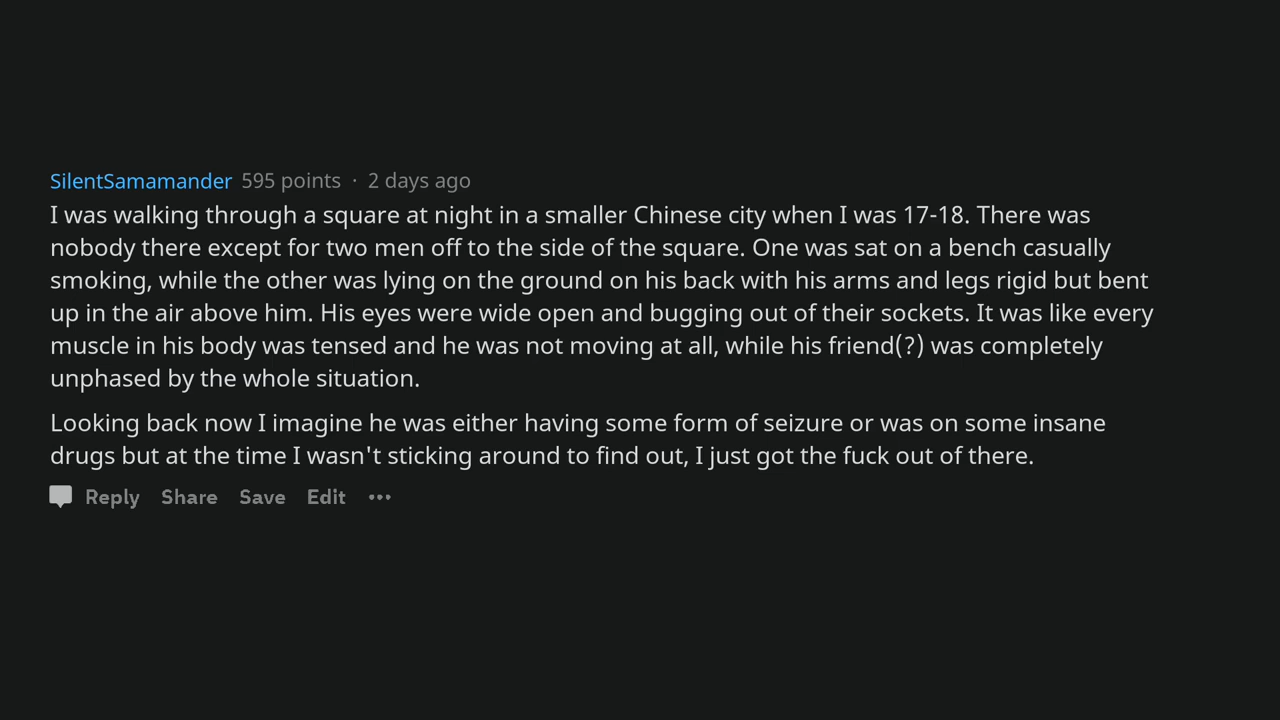 SilentSamamander 595 points · 2 days ago
I was walking through a square at night in a smaller Chinese city when I was 17-18. There was
nobody there except for two men off to the side of the square. One was sat on a bench casually
smoking, while the other was lying on the ground on his back with his arms and legs rigid but bent
up in the air above him. His eyes were wide open and bugging out of their sockets. It was like every
muscle in his body was tensed and he was not moving at all, while his friend(?) was completely
unphased by the whole situation.
Looking back now I imagine he was either having some form of seizure or was on some insane
drugs but at the time I wasn't sticking around to find out, I just got the fuck out of there.
Reply Share Save Edit •••